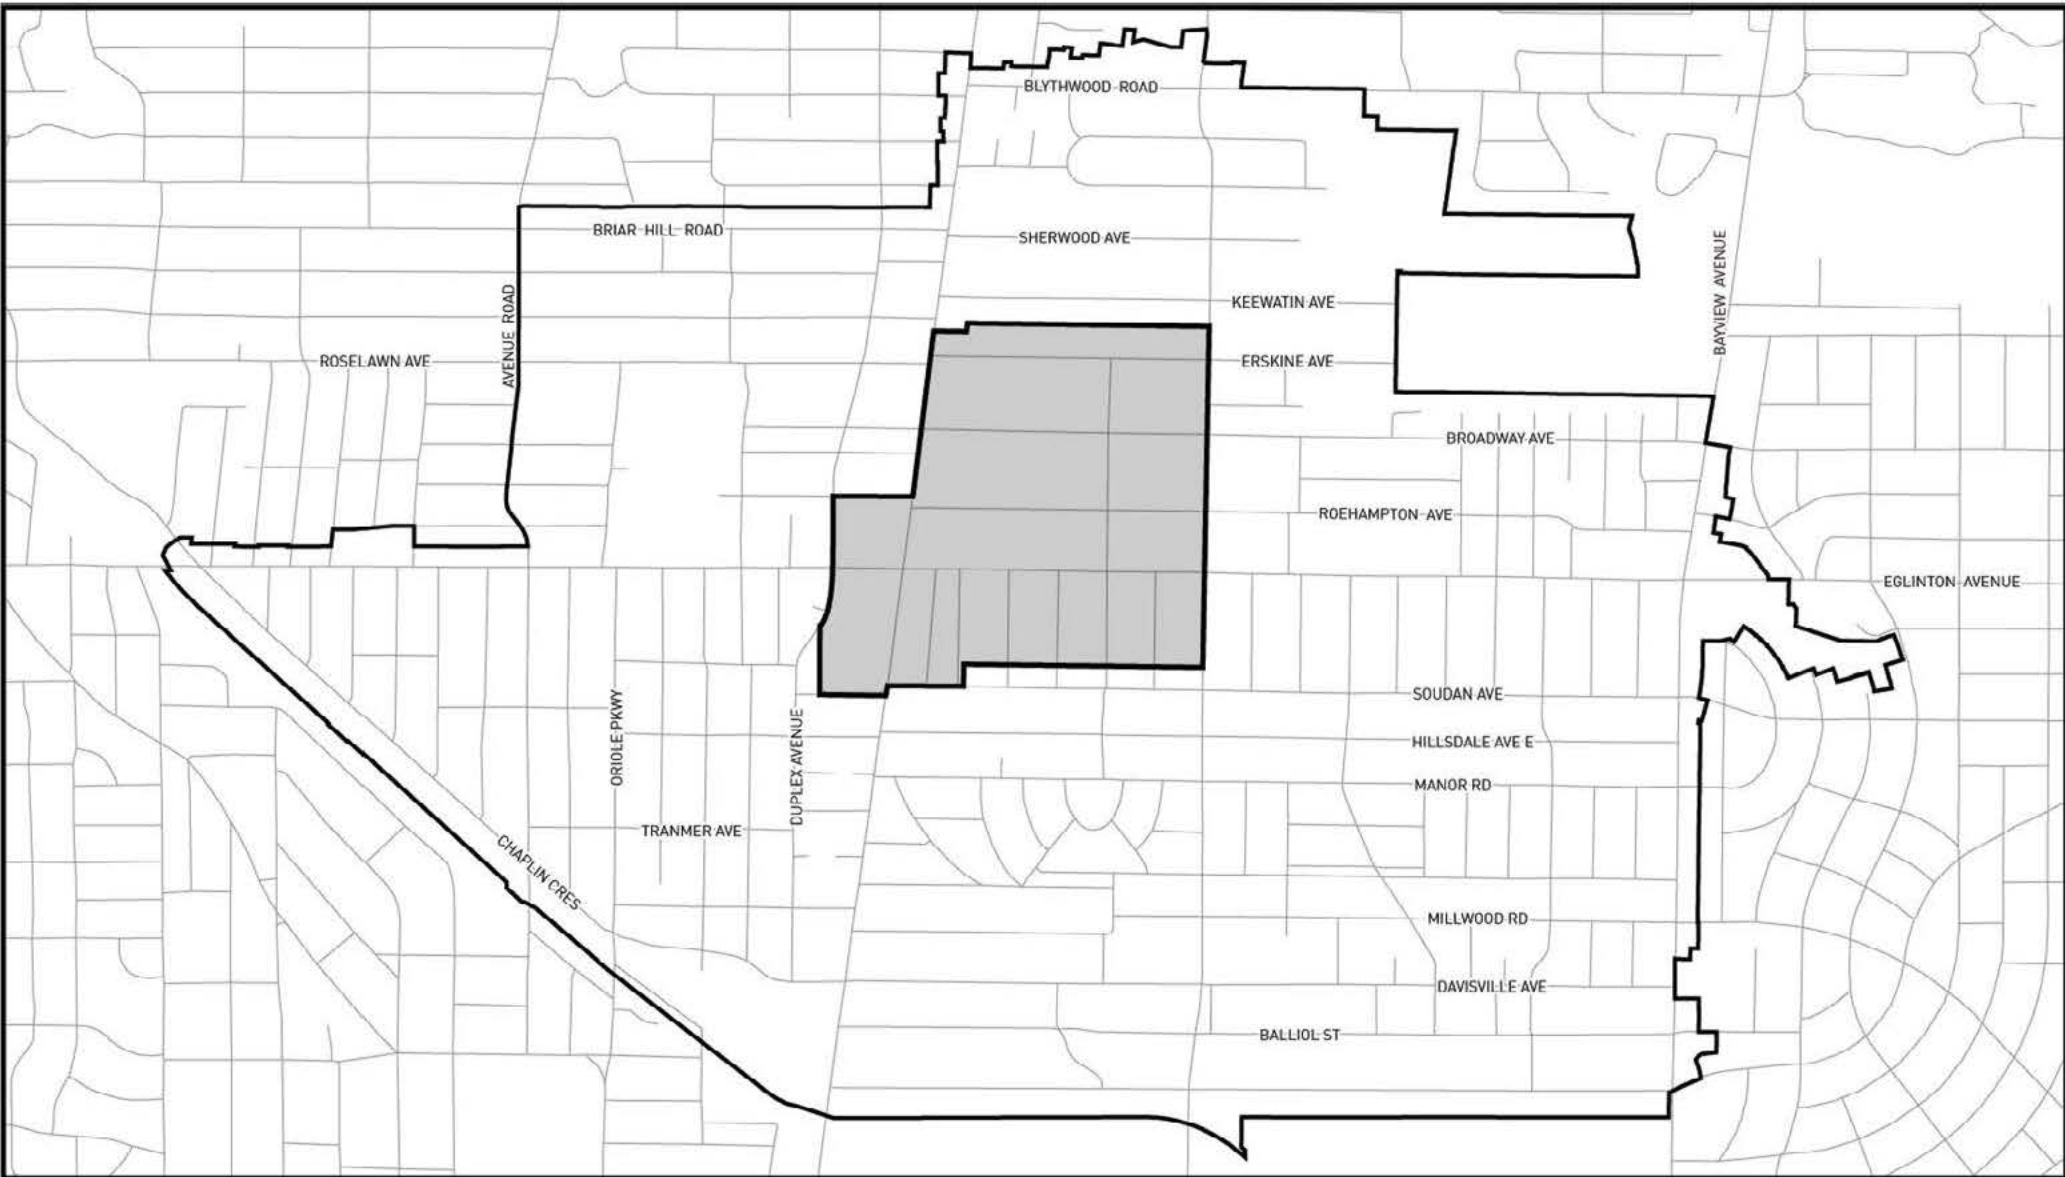 BLYTHWOOD ROAD
BRIAR HILL ROAD
SHERWOOD AVE
BAYVIEW AVENUE
KEEWATIN AVE
AVENUE ROAD
ROSELAWN AVE
ERSKINE AVE
BROADWAY AVE
ROEHAMPTON AVE
EGLINTON AVENUE
SOUDAN AVE
ORIOLE PKWY
DUPLEX AVENUE
HILLSDALE AVE E
MANOR RD
TRANMER AVE
CHAPLIN CRES
MILLWOOD RD
DAVISVILLE AVE
BALLIOL ST